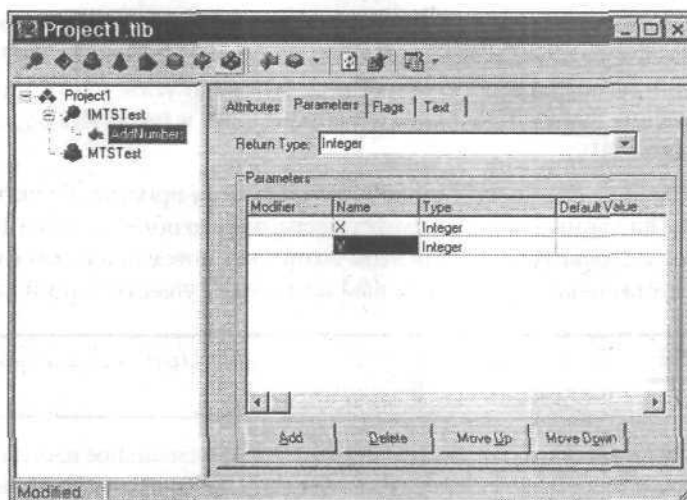 Project1.tlb
Project1
IMTSTest
AddNumbers
MTSTest
Attributes Parameters Flags Text
Return Type: Integer
Parameters
Modifier Name Type Default Value
X Integer
Y Integer
Add Delete Move Up Move Down
Modified